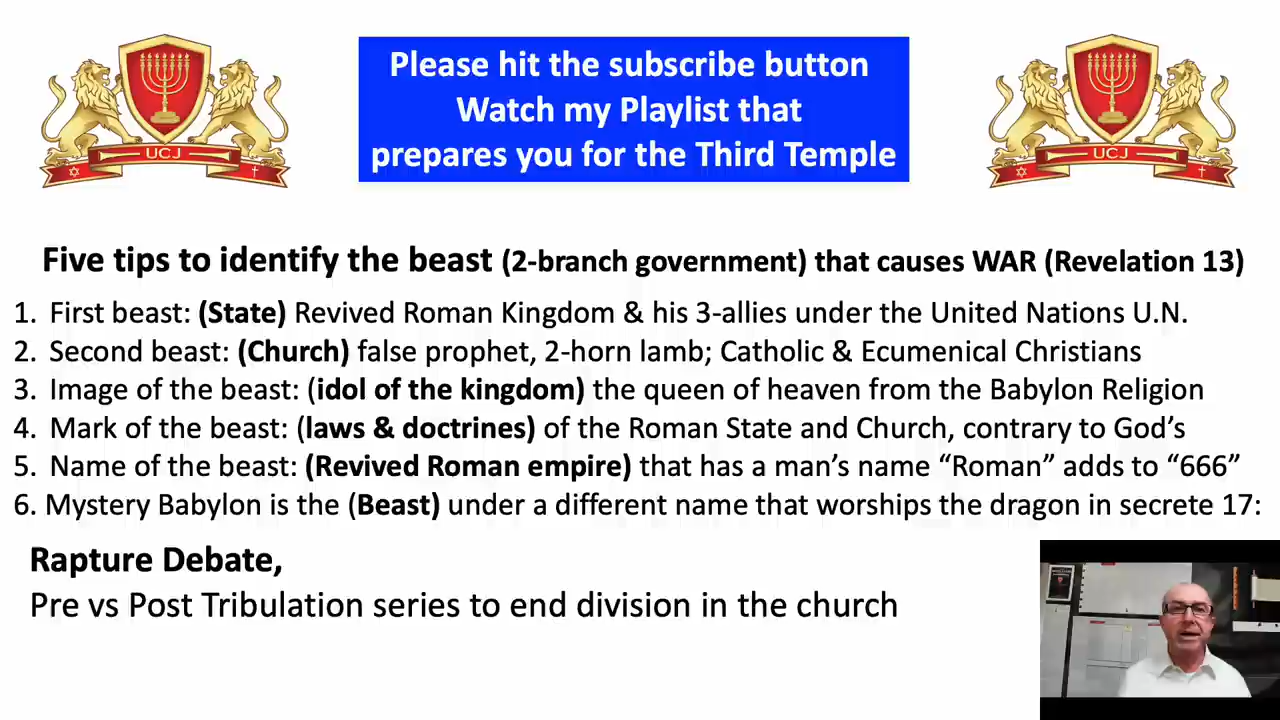 Please hit the subscribe button
Watch my Playlist that
prepares you for the Third Temple
UCJ
UCJ
Five tips to identify the beast (2-branch government) that causes WAR (Revelation 13)
1. First beast: (State) Revived Roman Kingdom & his 3-allies under the United Nations U.N.
2. Second beast: (Church) false prophet, 2-horn lamb; Catholic & Ecumenical Christians
3. Image of the beast: (idol of the kingdom) the queen of heaven from the Babylon Religion
4. Mark of the beast: (laws & doctrines) of the Roman State and Church, contrary to God’s
5. Name of the beast: (Revived Roman empire) that has a man’s name “Roman” adds to “666”
6. Mystery Babylon is the (Beast) under a different name that worships the dragon in secrete 17:
Rapture Debate,
Pre vs Post Tribulation series to end division in the church